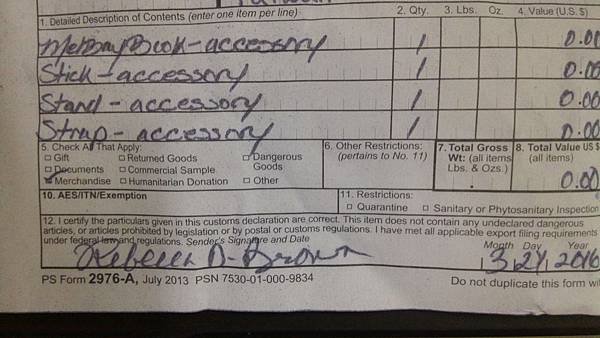 1. Detailed Description of Contents (enter one item per line) 2. Qty. 3. Lbs. Oz. 4. Value (U.S. $)
Book - accessory 1 0.00
Stick - accessory 1 0.00
Stand - accessory 1 0.00
Strap - accessory 1 0.00
5. Check All That Apply: 6. Other Restrictions: (pertains to No. 11) 7. Total Gross Wt: (all items Lbs. & Ozs.) 8. Total Value US $ (all items)
Gift Returned Goods Dangerous Goods
Documents Commercial Sample
Merchandise Humanitarian Donation Other 0.00
10. AES/ITN/Exemption 11. Restrictions:
Quarantine Sanitary or Phytosanitary Inspection
12. I certify the particulars given in this customs declaration are correct. This item does not contain any undeclared dangerous
articles, or articles prohibited by legislation or by postal or customs regulations. I have met all applicable export filing requirements
under federal law and regulations. Sender's Signature and Date Month Day Year
Rebecca D. Brown 3 24 2016
PS Form 2976-A, July 2013 PSN 7530-01-000-9834 Do not duplicate this form